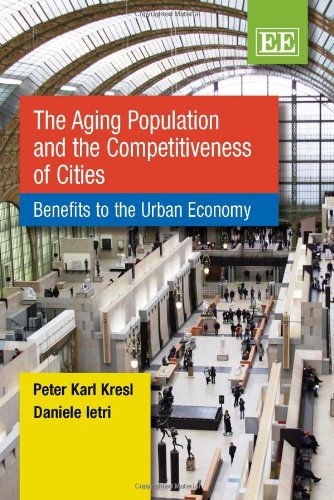 EE
The Aging Population
and the Competitiveness
of Cities
Benefits to the Urban Economy
Peter Karl Kresl
Daniele Ietri